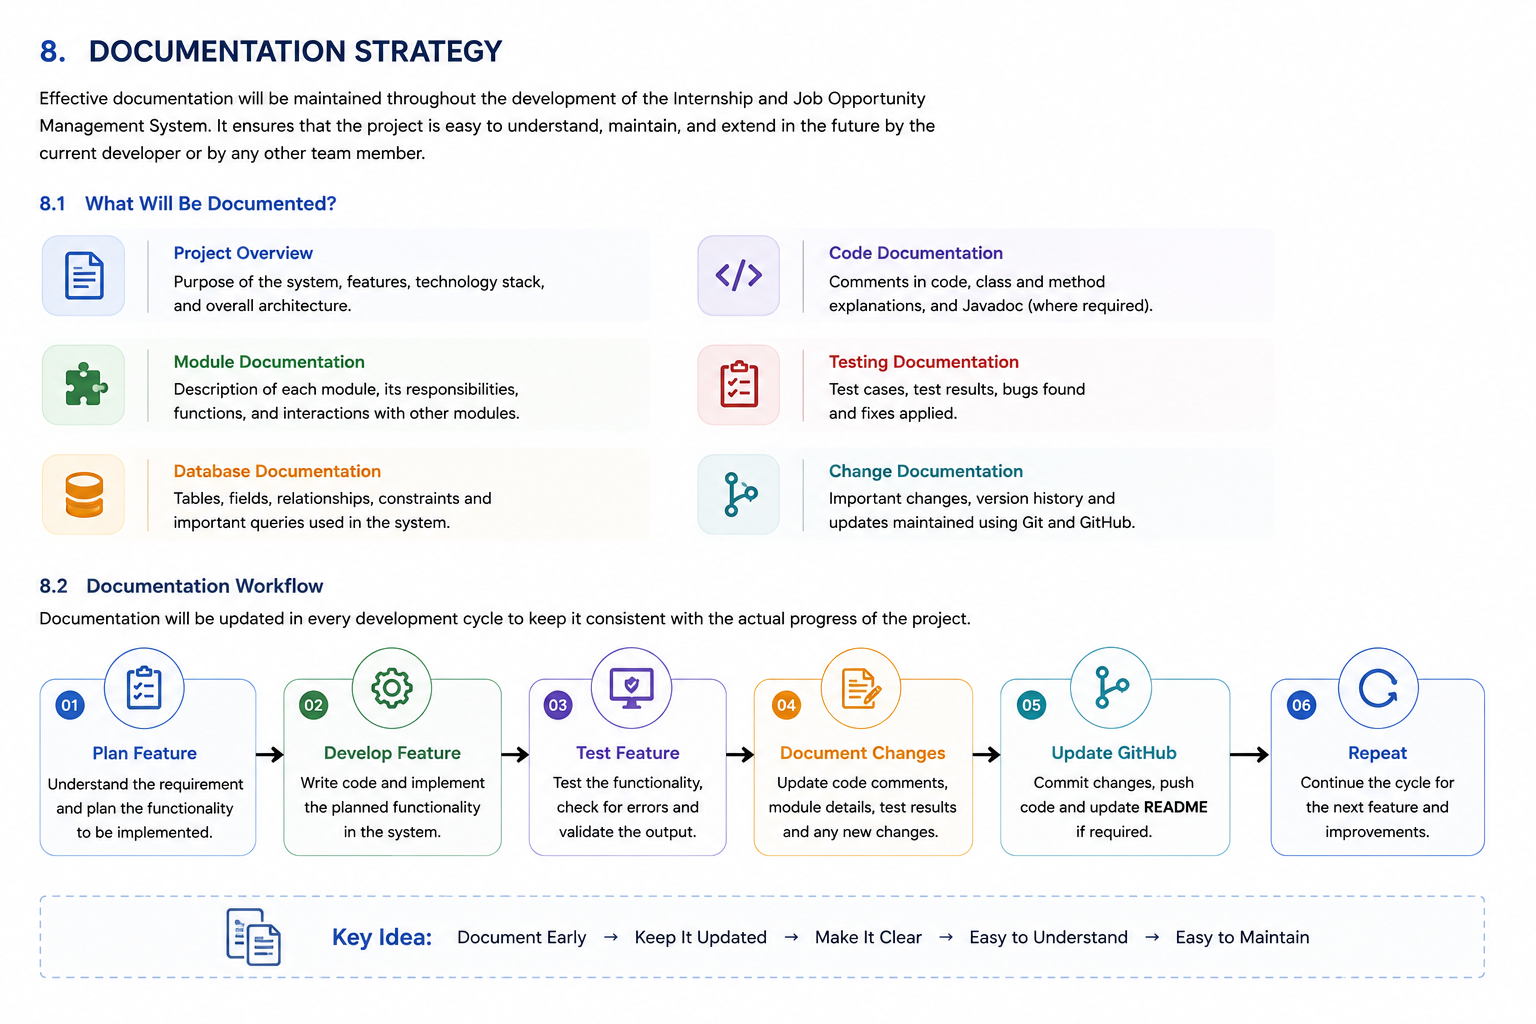 8. DOCUMENTATION STRATEGY
Effective documentation will be maintained throughout the development of the Internship and Job Opportunity
Management System. It ensures that the project is easy to understand, maintain, and extend in the future by the
current developer or by any other team member.
8.1 What Will Be Documented?
Project Overview
Purpose of the system, features, technology stack,
and overall architecture.
Code Documentation
Comments in code, class and method
explanations, and Javadoc (where required).
Module Documentation
Description of each module, its responsibilities,
functions, and interactions with other modules.
Testing Documentation
Test cases, test results, bugs found
and fixes applied.
Database Documentation
Tables, fields, relationships, constraints and
important queries used in the system.
Change Documentation
Important changes, version history and
updates maintained using Git and GitHub.
8.2 Documentation Workflow
Documentation will be updated in every development cycle to keep it consistent with the actual progress of the project.
01
Plan Feature
Understand the requirement
and plan the functionality
to be implemented.
02
Develop Feature
Write code and implement
the planned functionality
in the system.
03
Test Feature
Test the functionality,
check for errors and
validate the output.
04
Document Changes
Update code comments,
module details, test results
and any new changes.
05
Update GitHub
Commit changes, push
code and update README
if required.
06
Repeat
Continue the cycle for
the next feature and
improvements.
Key Idea: Document Early → Keep It Updated → Make It Clear → Easy to Understand → Easy to Maintain